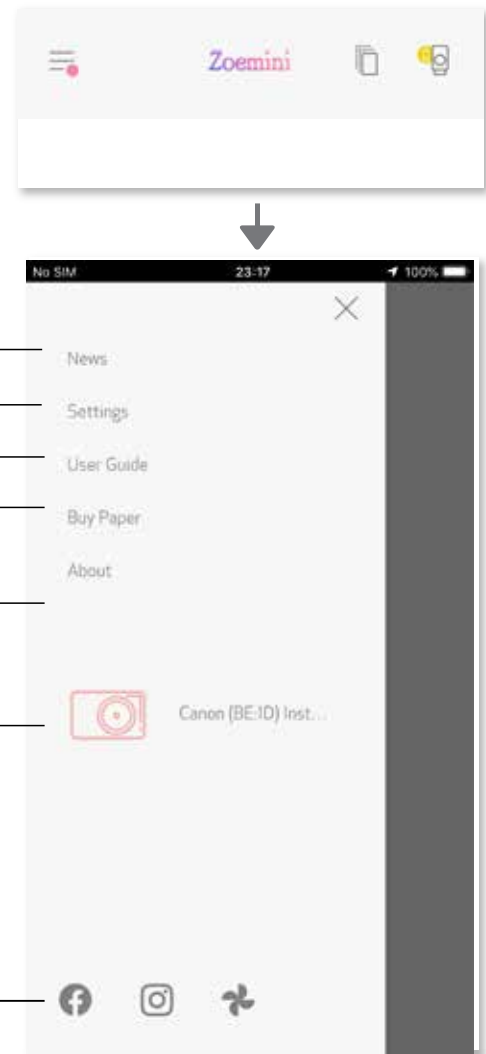 Zoemini
No SIM 23:17 100%
News
Settings
User Guide
Buy Paper
About
Canon (BE:1D) Inst...